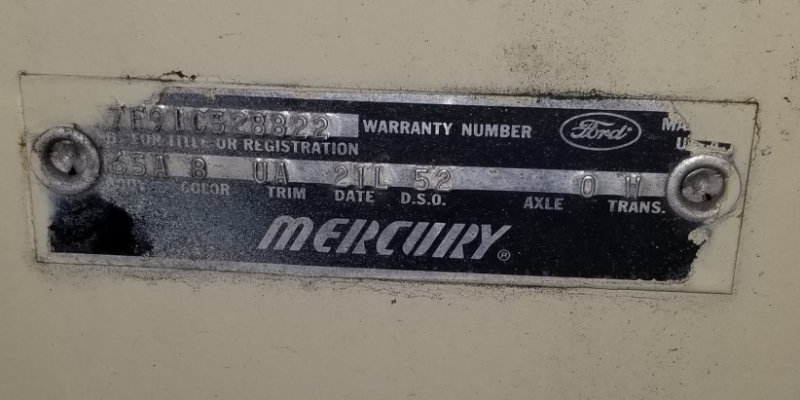 7F91C528822 WARRANTY NUMBER Ford MA
FOR TITLE OR REGISTRATION U.S.A.
65A 8 UA 21L 52 0 W
BODY COLOR TRIM DATE D.S.O. AXLE TRANS.
MERCURY®